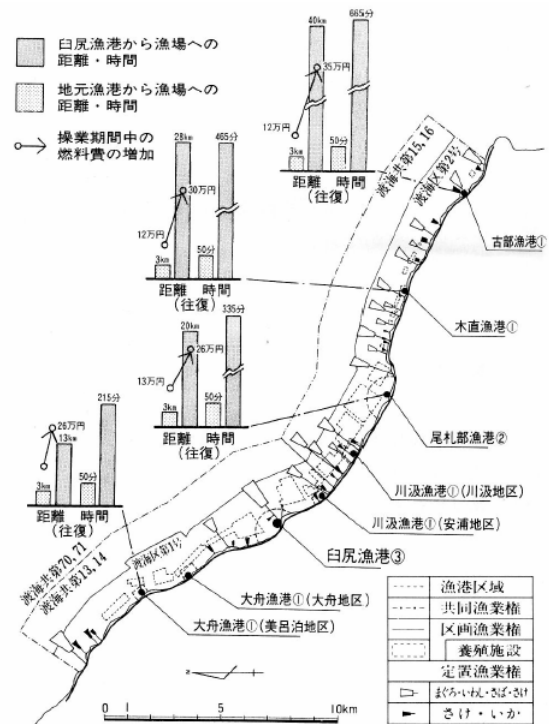 臼尻漁港から漁場への
距離・時間
地元漁港から漁場への
距離・時間
操業期間中の
燃料費の増加
40km
665分
35万円
12万円
3km
50分
距離 時間
(往復)
28km
465分
30万円
12万円
3km
50分
距離 時間
(往復)
20km
335分
26万円
13万円
3km
50分
距離 時間
(往復)
215分
26万円
13km
3km
50分
距離 時間
(往復)
渡海共第15,16
渡海区第2号
古部漁港①
木直漁港①
尾札部漁港②
川汲漁港①(川汲地区)
川汲漁港①(安浦地区)
臼尻漁港③
渡海共第70,71
渡海共第13,14
渡海区第1号
大舟漁港①(大舟地区)
大舟漁港①(美呂泊地区)
漁港区域
共同漁業権
区画漁業権
養殖施設
定置漁業権
まぐろ・いわし・さば・さけ
さけ・いか
N
0 1 5 10km